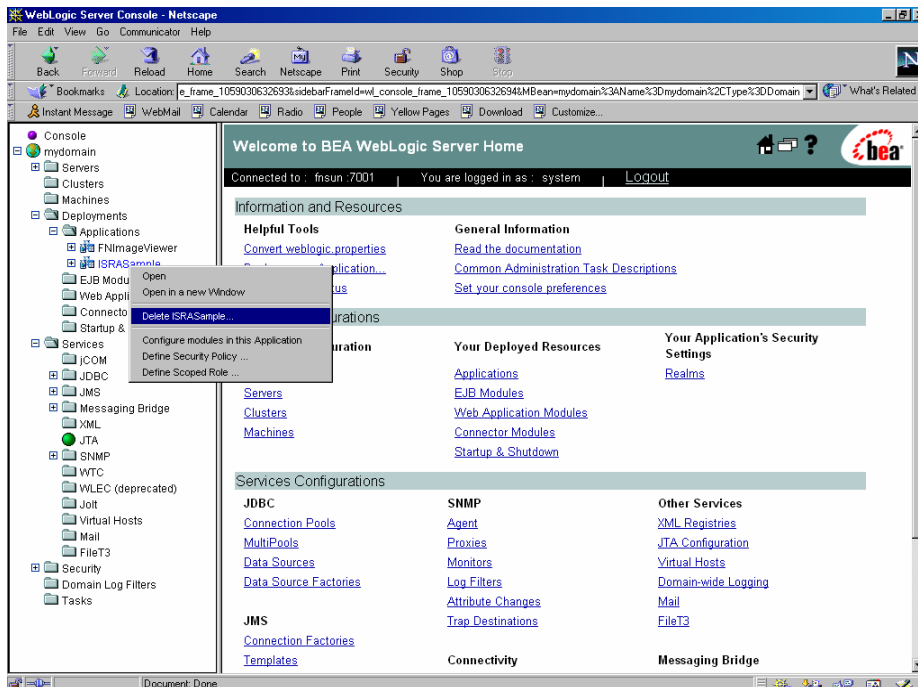 WebLogic Server Console - Netscape
File Edit View Go Communicator Help
Back Forward Reload Home Search Netscape Print Security Shop Stop
Bookmarks Location: e_frame_1059030632693&sidebarFrameId=wl_console_frame_1059030632694&MBean=mydomain%3AName%3Dmydomain%2CType%3DDomain What's Related
Instant Message WebMail Calendar Radio People Yellow Pages Download Customize...
Console
mydomain
Servers
Clusters
Machines
Deployments
Applications
FNImageViewer
ISRASample
EJB Modu
Web Appli
Connecto
Startup &
Services
jCOM
JDBC
JMS
Messaging Bridge
XML
JTA
SNMP
WTC
WLEC (deprecated)
Jolt
Virtual Hosts
Mail
FileT3
Security
Domain Log Filters
Tasks
Open
Open in a new Window
Delete ISRASample...
Configure modules in this Application
Define Security Policy ...
Define Scoped Role ...
Welcome to BEA WebLogic Server Home
bea
Connected to : fnsun :7001 You are logged in as : system Logout
Information and Resources
Helpful Tools
Convert weblogic.properties
General Information
Read the documentation
Common Administration Task Descriptions
Set your console preferences
Servers
Clusters
Machines
Your Deployed Resources
Applications
EJB Modules
Web Application Modules
Connector Modules
Startup & Shutdown
Your Application's Security
Settings
Realms
Services Configurations
JDBC
Connection Pools
MultiPools
Data Sources
Data Source Factories
SNMP
Agent
Proxies
Monitors
Log Filters
Attribute Changes
Trap Destinations
Other Services
XML Registries
JTA Configuration
Virtual Hosts
Domain-wide Logging
Mail
FileT3
JMS
Connection Factories
Templates
Connectivity
Messaging Bridge
Document: Done